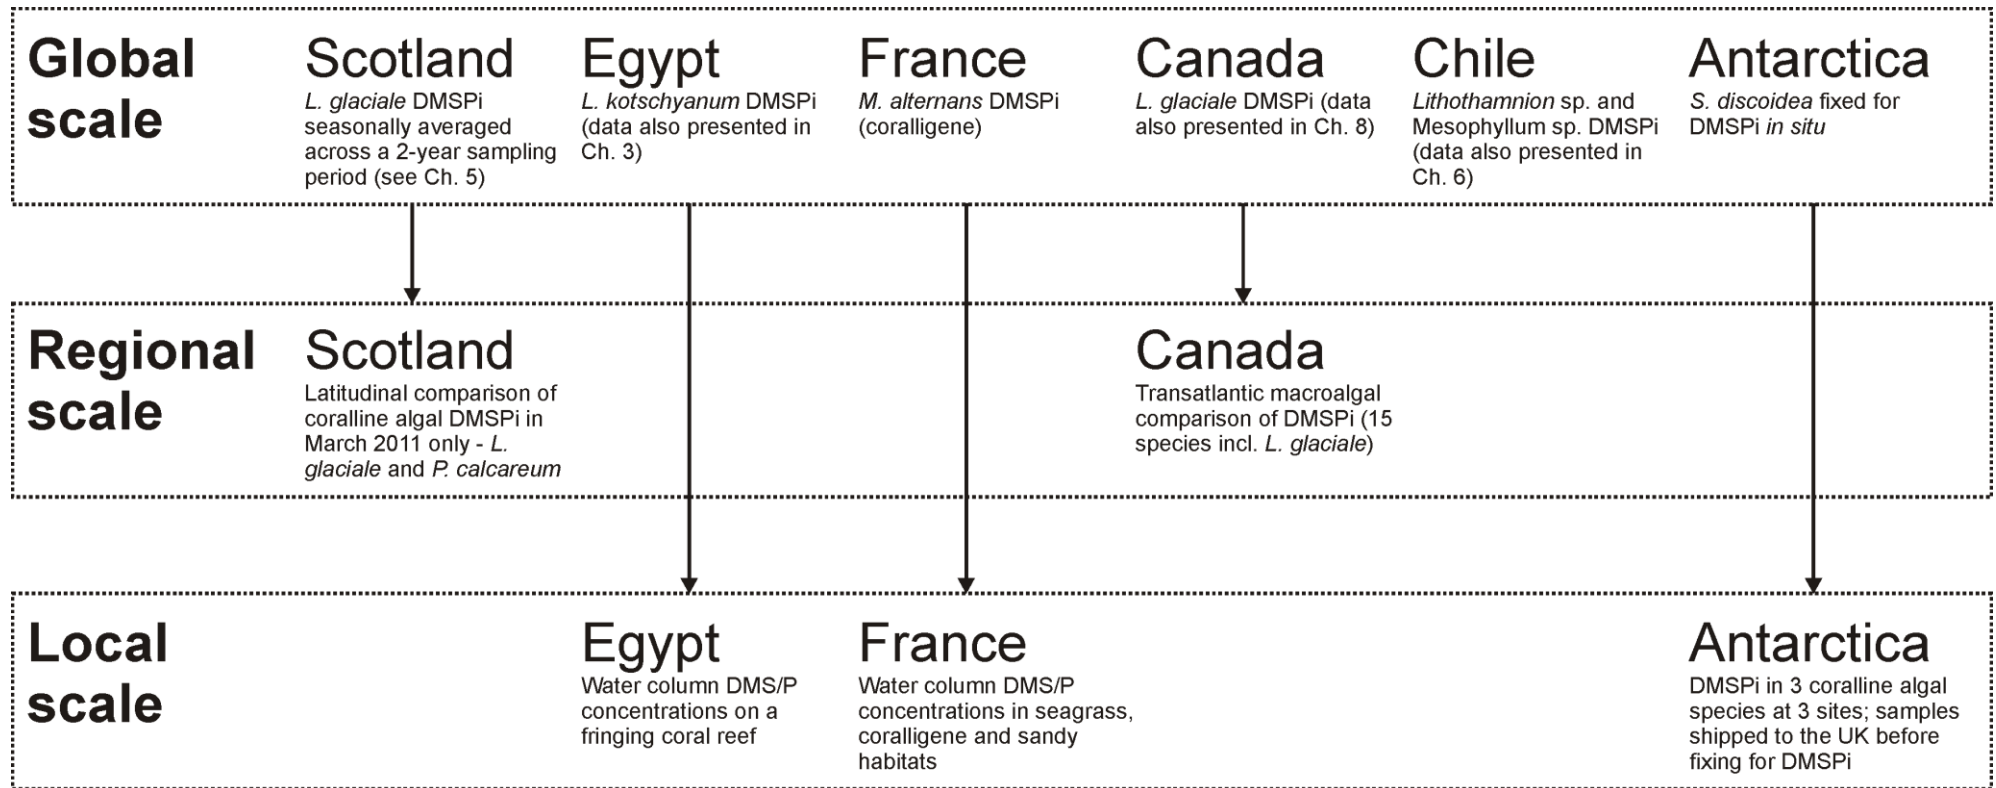 Global
scale
Scotland
L. glaciale DMSPi
seasonally averaged
across a 2-year sampling
period (see Ch. 5)
Egypt
L. kotschyanum DMSPi
(data also presented in
Ch. 3)
France
M. alternans DMSPi
(coralligene)
Canada
L. glaciale DMSPi (data
also presented in Ch. 8)
Chile
Lithothamnion sp. and
Mesophyllum sp. DMSPi
(data also presented in
Ch. 6)
Antarctica
S. discoidea fixed for
DMSPi in situ
Regional
scale
Scotland
Latitudinal comparison of
coralline algal DMSPi in
March 2011 only - L.
glaciale and P. calcareum
Canada
Transatlantic macroalgal
comparison of DMSPi (15
species incl. L. glaciale)
Local
scale
Egypt
Water column DMS/P
concentrations on a
fringing coral reef
France
Water column DMS/P
concentrations in seagrass,
coralligene and sandy
habitats
Antarctica
DMSPi in 3 coralline algal
species at 3 sites; samples
shipped to the UK before
fixing for DMSPi